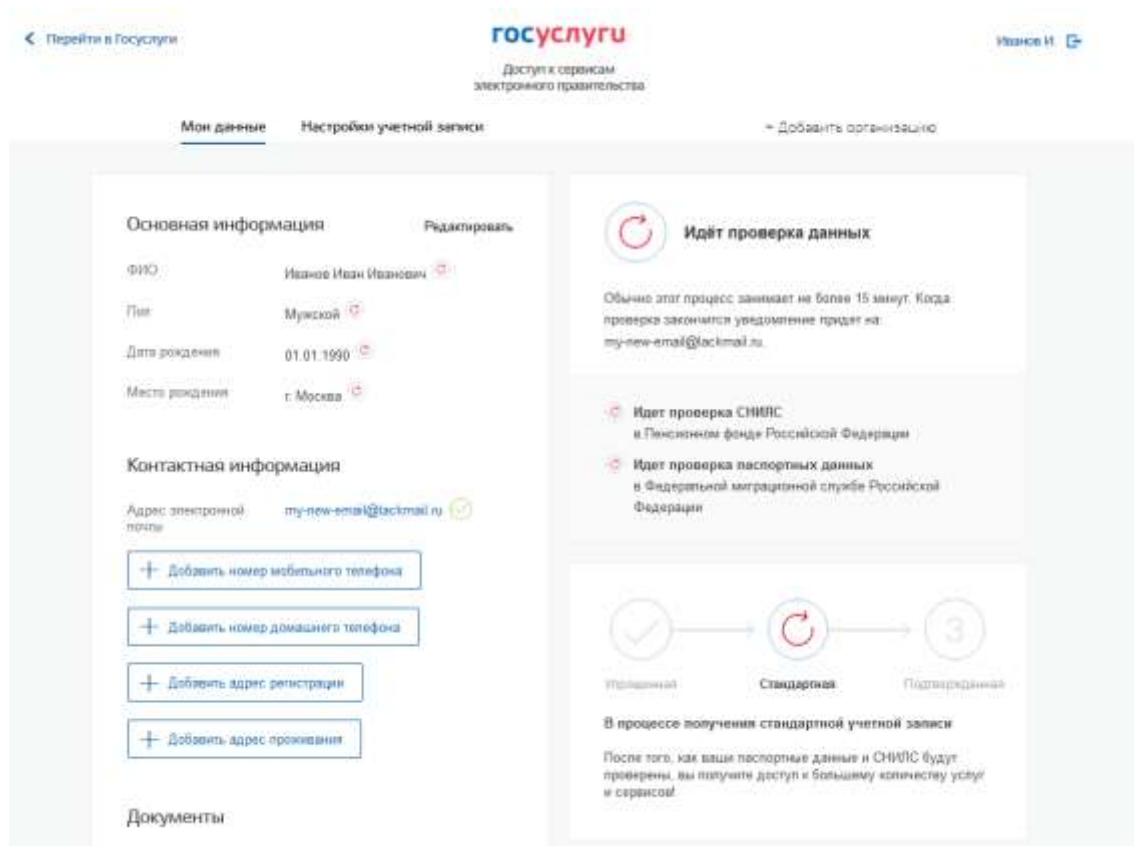 Перейти в Госуслуги
госуслуги
Доступ к сервисам
электронного правительства
Иванов И
Мои данные
Настройки учетной записи
+ Добавить организацию
Основная информация
Редактировать
ФИО
Иванов Иван Иванович
Пол
Мужской
Дата рождения
01.01.1990
Место рождения
г. Москва
Контактная информация
Адрес электронной
почты
my-new-email@lackmail.ru
Добавить номер мобильного телефона
Добавить номер домашнего телефона
Добавить адрес регистрации
Добавить адрес проживания
Документы
Идёт проверка данных
Обычно этот процесс занимает не более 15 минут. Когда
проверка закончится уведомление придет на:
my-new-email@lackmail.ru.
Идет проверка СНИЛС
в Пенсионном фонде Российской Федерации
Идет проверка паспортных данных
в Федеральной миграционной службе Российской
Федерации
3
Упрощенная
Стандартная
Подтвержденная
В процессе получения стандартной учетной записи
После того, как ваши паспортные данные и СНИЛС будут
проверены, вы получите доступ к большему количеству услуг
и сервисов!